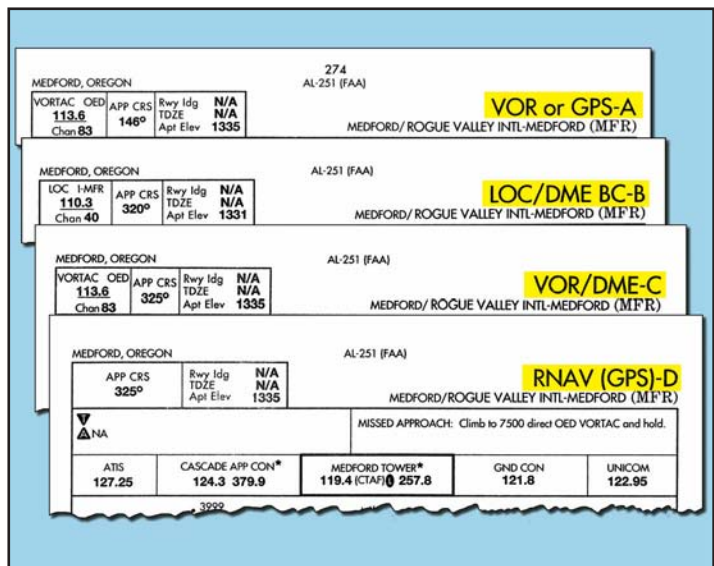 274
MEDFORD, OREGON AL-251 (FAA)
VORTAC OED APP CRS Rwy ldg N/A
113.6 146° TDZE N/A
Chan 83 Apt Elev 1335
VOR or GPS-A
MEDFORD/ROGUE VALLEY INTL-MEDFORD (MFR)
MEDFORD, OREGON AL-251 (FAA)
LOC I-MFR APP CRS Rwy ldg N/A
110.3 320° TDZE N/A
Chan 40 Apt Elev 1331
LOC/DME BC-B
MEDFORD/ROGUE VALLEY INTL-MEDFORD (MFR)
MEDFORD, OREGON AL-251 (FAA)
VORTAC OED APP CRS Rwy ldg N/A
113.6 325° TDZE N/A
Chan 83 Apt Elev 1335
VOR/DME-C
MEDFORD/ROGUE VALLEY INTL-MEDFORD (MFR)
MEDFORD, OREGON AL-251 (FAA)
APP CRS Rwy ldg N/A
325° TDZE N/A
Apt Elev 1335
RNAV (GPS)-D
MEDFORD/ROGUE VALLEY INTL-MEDFORD (MFR)
T
A NA
MISSED APPROACH: Climb to 7500 direct OED VORTAC and hold.
ATIS CASCADE APP CON* MEDFORD TOWER* GND CON UNICOM
127.25 124.3 379.9 119.4 (CTAF) L 257.8 121.8 122.95
3999